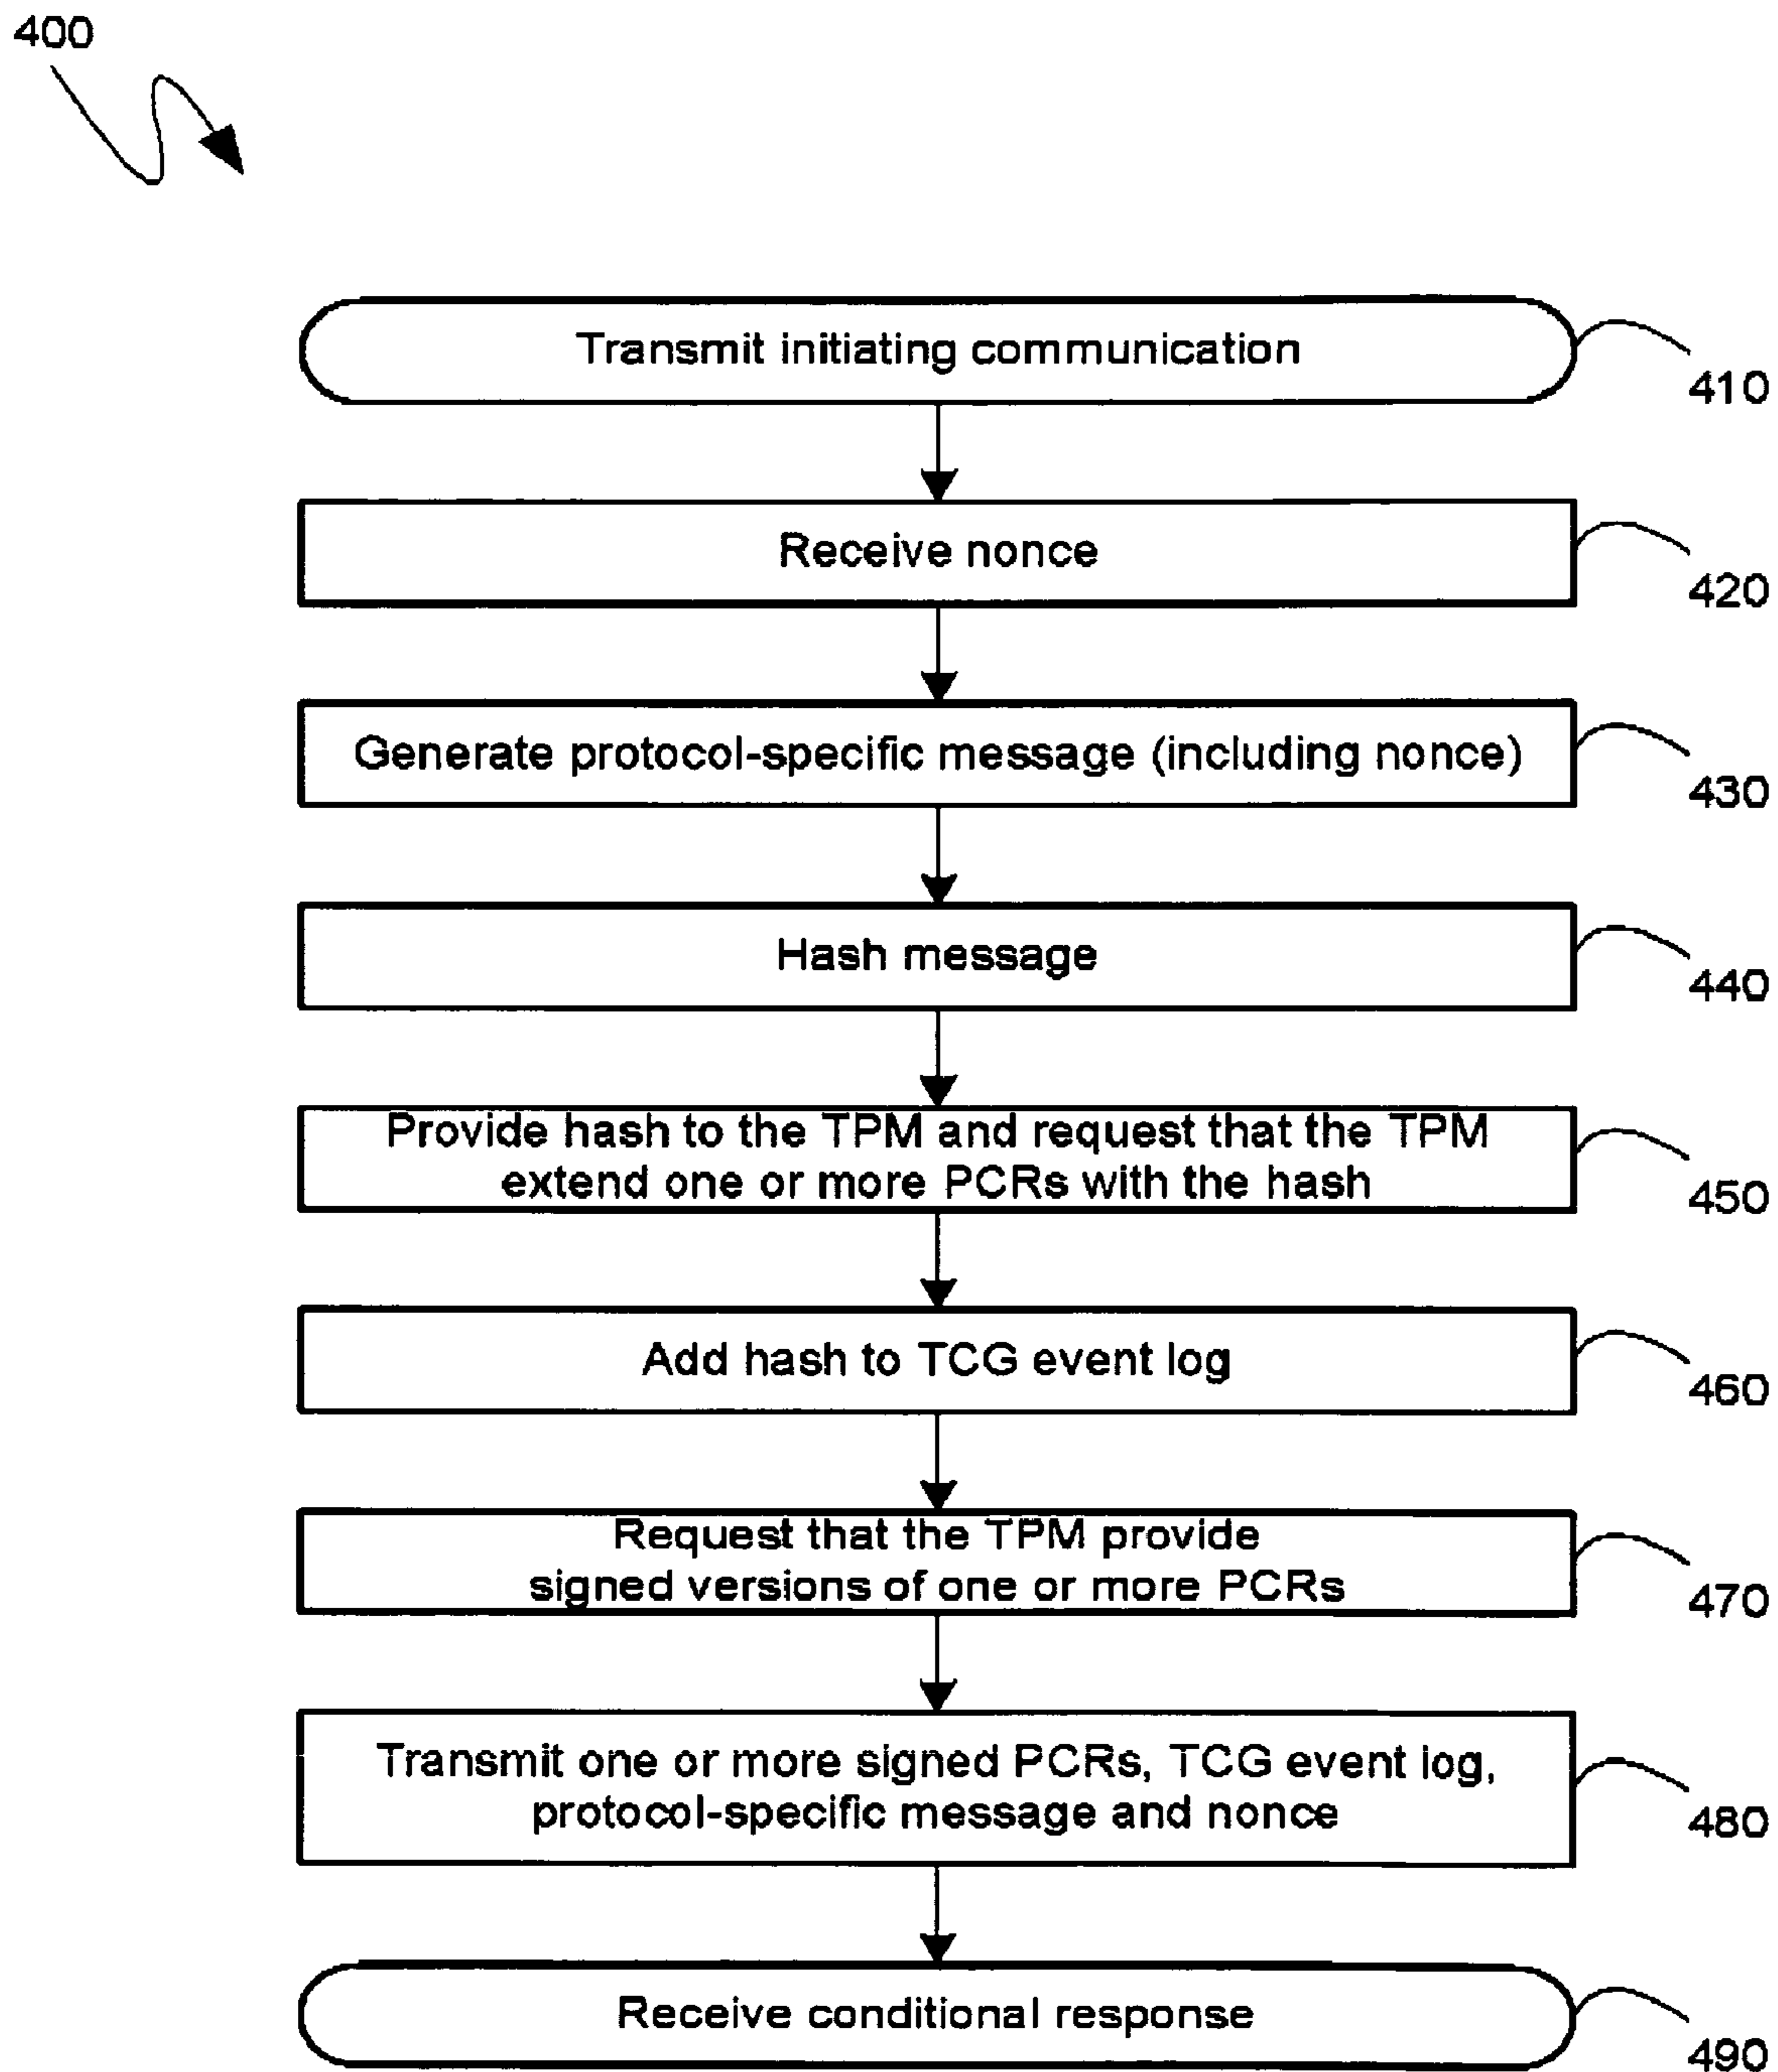 400
Transmit initiating communication
410
Receive nonce
420
Generate protocol-specific message (including nonce)
430
Hash message
440
Provide hash to the TPM and request that the TPM
extend one or more PCRs with the hash
450
Add hash to TCG event log
460
Request that the TPM provide
signed versions of one or more PCRs
470
Transmit one or more signed PCRs, TCG event log,
protocol-specific message and nonce
480
Receive conditional response
490